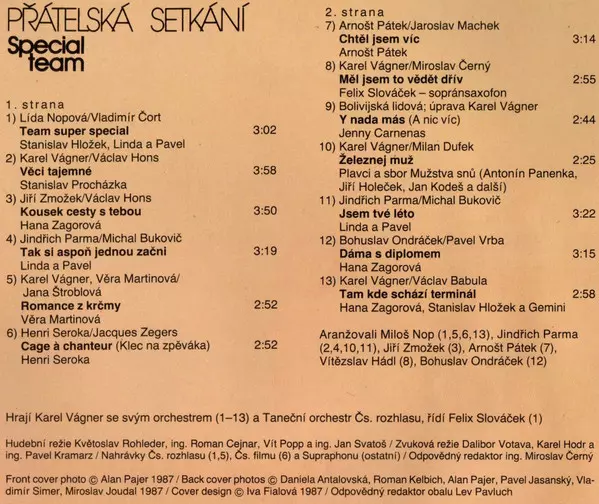 PŘÁTELSKÁ SETKÁNÍ
Special
team
1. strana
1) Lída Nopová/Vladimír Čort
Team super special 3:02
Stanislav Hložek, Linda a Pavel
2) Karel Vágner/Václav Hons
Věci tajemné 3:58
Stanislav Procházka
3) Jiří Zmožek/Václav Hons
Kousek cesty s tebou 3:50
Hana Zagorová
4) Jindřich Parma/Michal Bukovič
Tak si aspoň jednou začni 3:19
Linda a Pavel
5) Karel Vágner, Věra Martinová/
Jana Štroblová
Romance z krčmy 2:52
Věra Martinová
6) Henri Seroka/Jacques Zegers
Cage à chanteur (Klec na zpěváka) 2:52
Henri Seroka
2. strana
7) Arnošt Pátek/Jaroslav Machek
Chtěl jsem víc 3:14
Arnošt Pátek
8) Karel Vágner/Miroslav Černý
Měl jsem to vědět dřív 2:55
Felix Slováček – sopránsaxofon
9) Bolivijská lidová; úprava Karel Vágner
Y nada más (A nic víc) 2:44
Jenny Carnenas
10) Karel Vágner/Milan Dufek
Železnej muž 2:25
Plavci a sbor Mužstva snů (Antonín Panenka,
Jiří Holeček, Jan Kodeš a další)
11) Jindřich Parma/Michal Bukovič
Jsem tvé léto 3:22
Linda a Pavel
12) Bohuslav Ondráček/Pavel Vrba
Dáma s diplomem 3:15
Hana Zagorová
13) Karel Vágner/Václav Babula
Tam kde schází terminál 2:58
Hana Zagorová, Stanislav Hložek a Gemini
Aranžovali Miloš Nop (1,5,6,13), Jindřich Parma
(2,4,10,11), Jiří Zmožek (3), Arnošt Pátek (7),
Vítězslav Hádl (8), Bohuslav Ondráček (12)
Hrají Karel Vágner se svým orchestrem (1–13) a Taneční orchestr Čs. rozhlasu, řídí Felix Slováček (1)
Hudební režie Květoslav Rohleder, ing. Roman Cejnar, Vít Popp a ing. Jan Svatoš / Zvuková režie Dalibor Votava, Karel Hodr a
ing. Pavel Kramarz / Nahrávky Čs. rozhlasu (1,5), Čs. filmu (6) a Supraphonu (ostatní) / Odpovědný redaktor ing. Miroslav Černý
Front cover photo © Alan Pajer 1987 / Back cover photos © Daniela Antalovská, Roman Kelbich, Alan Pajer, Pavel Jasanský, Vla-
dimír Simer, Miroslav Joudal 1987 / Cover design © Iva Fialová 1987 / Odpovědný redaktor obalu Lev Pavluch